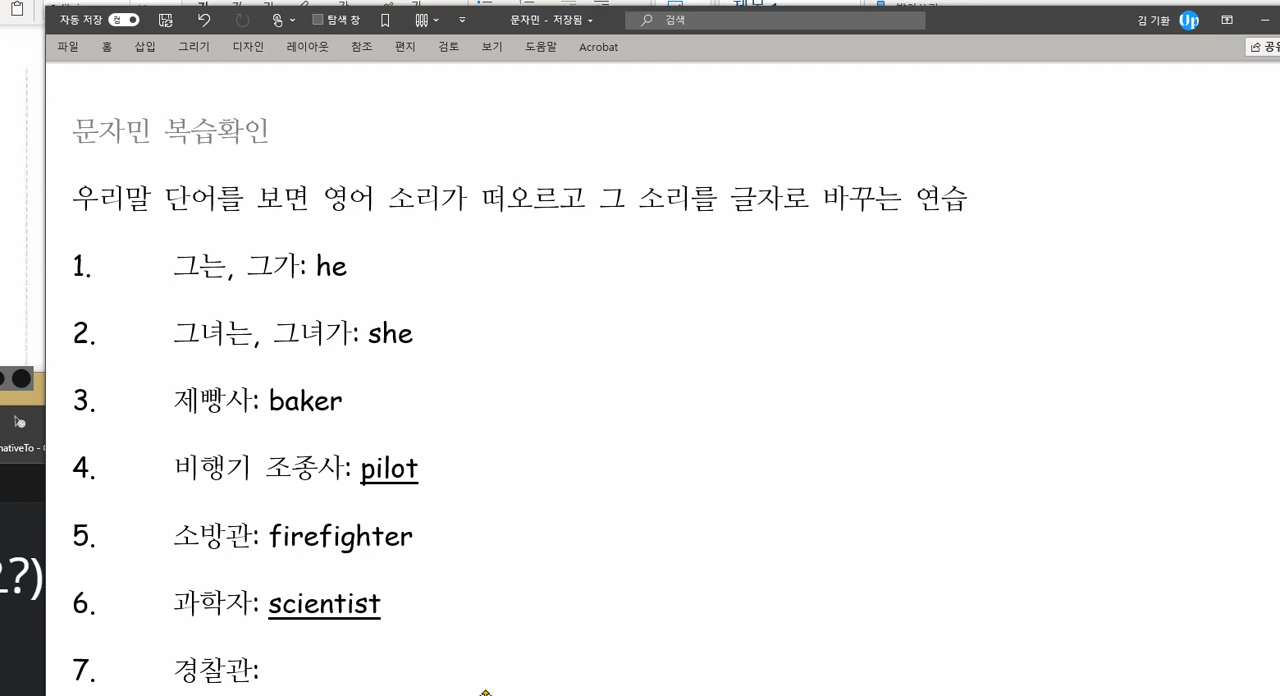 자동 저장 컴 탐색 창 문자민 - 저장됨 검색 김 기환 Up
파일 홈 삽입 그리기 디자인 레이아웃 참조 편지 검토 보기 도움말 Acrobat 공유
문자민 복습확인
우리말 단어를 보면 영어 소리가 떠오르고 그 소리를 글자로 바꾸는 연습
1. 그는, 그가: he
2. 그녀는, 그녀가: she
3. 제빵사: baker
4. 비행기 조종사: pilot
nativeTo -
5. 소방관: firefighter
?)
6. 과학자: scientist
7. 경찰관: